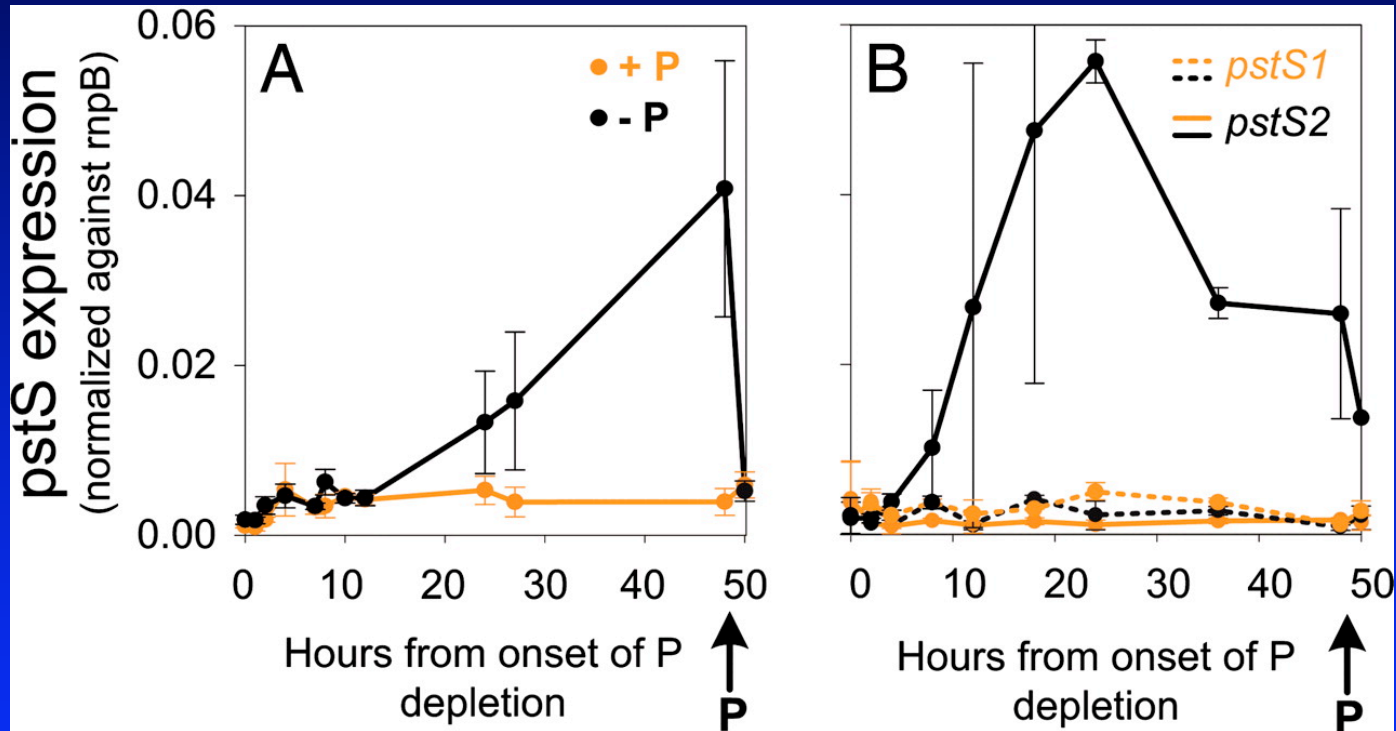 pstS expression
(normalized against rnpB)
0.06
0.04
0.02
0.00
A
+ P
- P
0
10
20
30
40
50
Hours from onset of P
depletion
P
B
pstS1
pstS2
0
10
20
30
40
50
Hours from onset of P
depletion
P